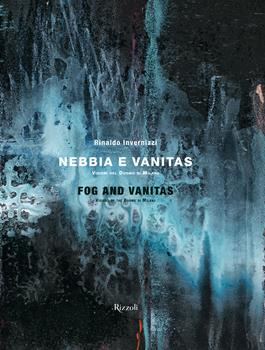 Rinaldo Invernizzi
NEBBIA E VANITAS
VISIONI DEL DUOMO DI MILANO
FOG AND VANITAS
VISIONS OF THE DUOMO DI MILANO
Rizzoli